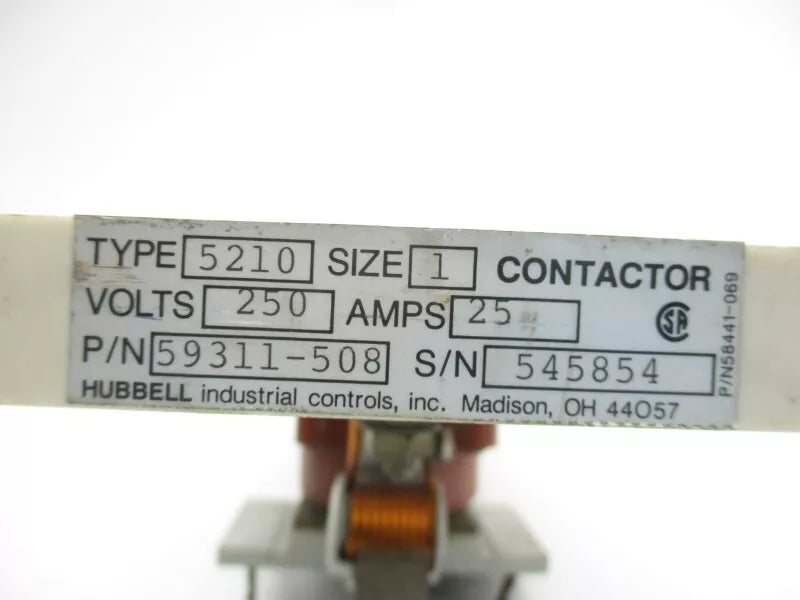 TYPE 5210 SIZE 1 CONTACTOR
VOLTS 250 AMPS 25
P/N 59311-508 S/N 545854
HUBBELL industrial controls, inc. Madison, OH 44057
SA
P/N58441-069